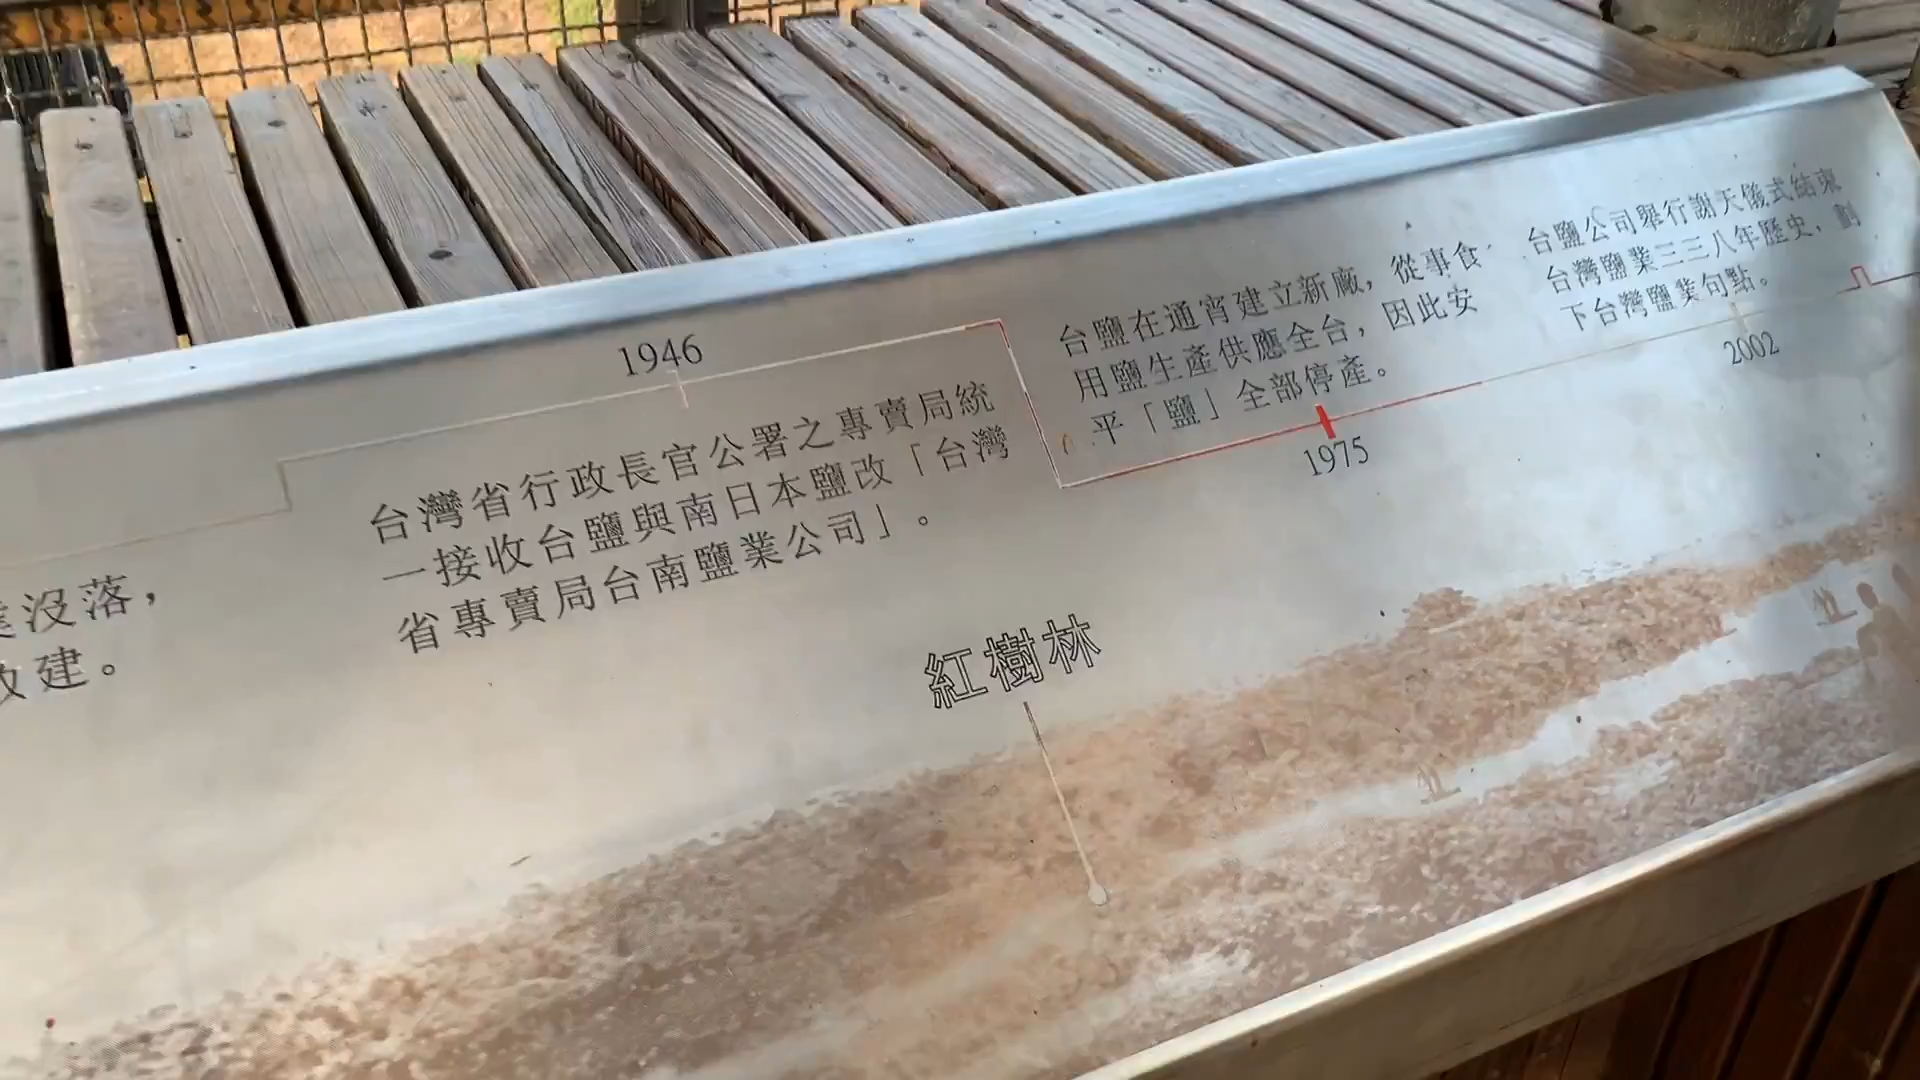 沒落，
改建。
1946
台灣省行政長官公署之專賣局統
一接收台鹽與南日本鹽改「台灣
省專賣局台南鹽業公司」。
台鹽在通宵建立新廠，從事食
用鹽生產供應全台，因此安
平「鹽」全部停產。
1975
台鹽公司舉行謝天儀式結束
台灣鹽業三三八年歷史，劃
下台灣鹽業句點。
2002
紅樹林